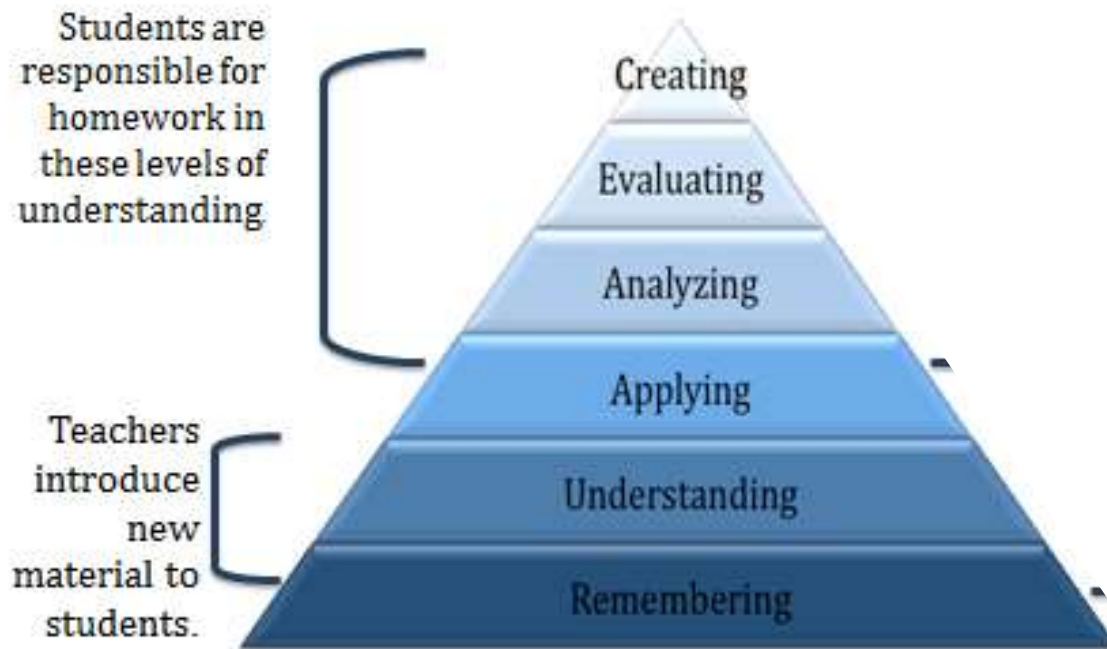 Students are
responsible for
homework in
these levels of
understanding
Teachers
introduce
new
material to
students.
Creating
Evaluating
Analyzing
Applying
Understanding
Remembering